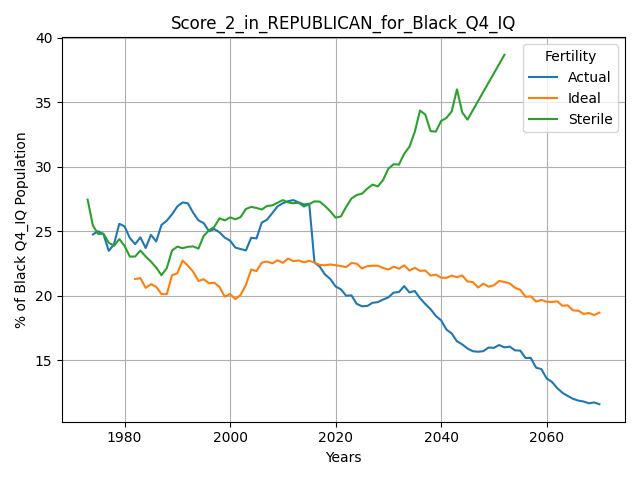 Score_2_in_REPUBLICAN_for_Black_Q4_IQ
% of Black Q4_IQ Population
40
35
30
25
20
15
Fertility
Actual
Ideal
Sterile
1980 2000 2020 2040 2060
Years